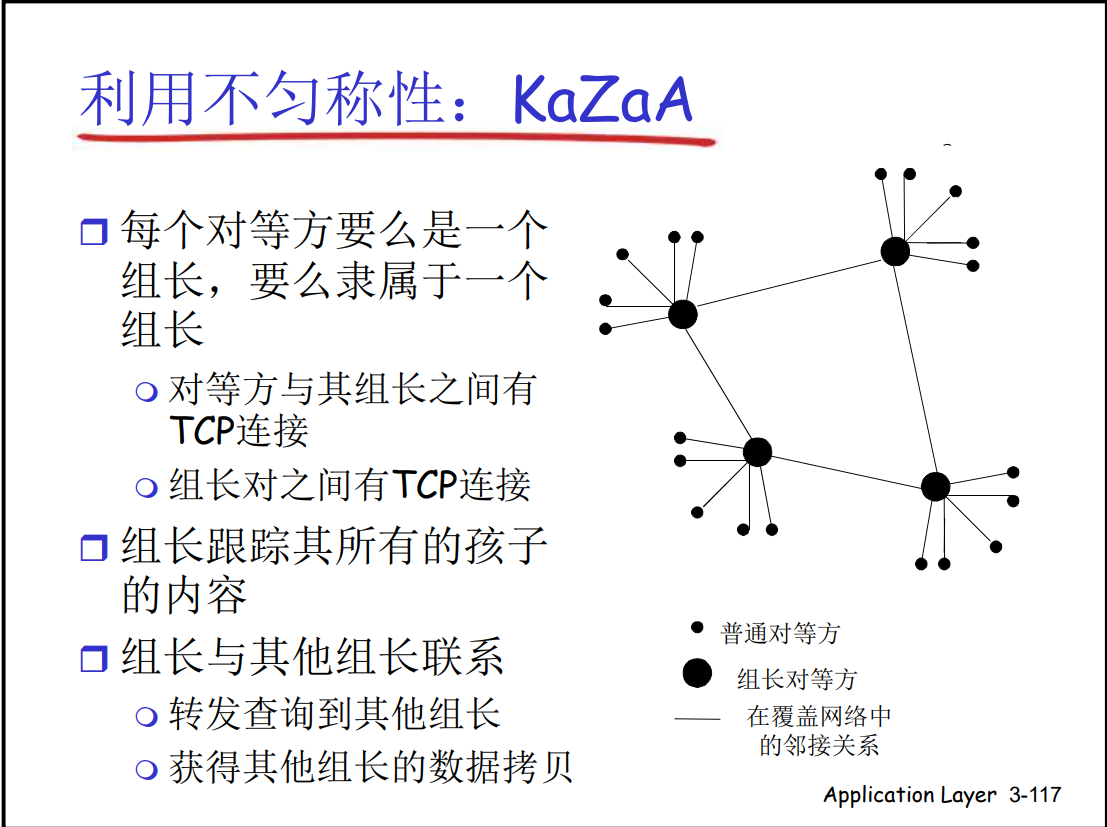 利用不匀称性：KaZaA
每个对等方要么是一个
组长，要么隶属于一个
组长
对等方与其组长之间有
TCP连接
组长对之间有TCP连接
组长跟踪其所有的孩子
的内容
组长与其他组长联系
转发查询到其他组长
获得其他组长的数据拷贝
普通对等方
组长对等方
在覆盖网络中
的邻接关系
Application Layer 3-117